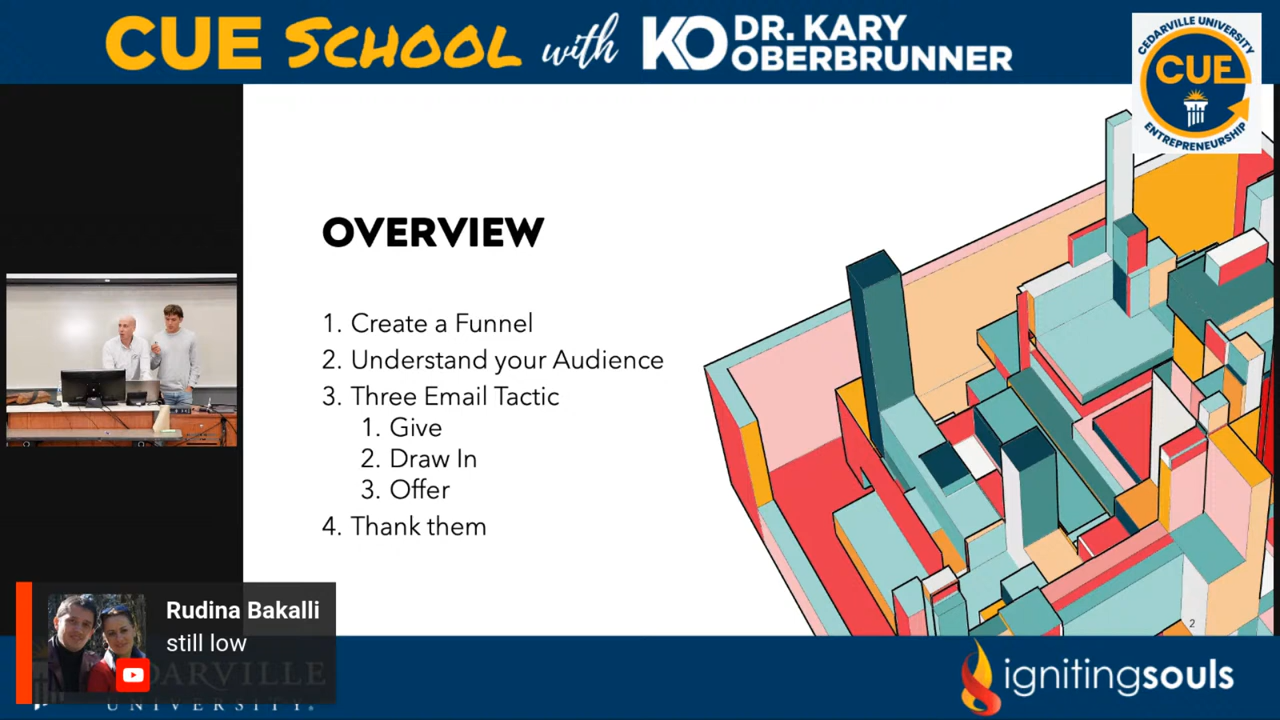 CUE SCHOOL with KO DR. KARY OBERBRUNNER
CEDARVILLE UNIVERSITY
CUE
ENTREPRENEURSHIP
OVERVIEW
1. Create a Funnel
2. Understand your Audience
3. Three Email Tactic
1. Give
2. Draw In
3. Offer
4. Thank them
2
Rudina Bakalli
still low
DARVILLE
UNIVERSITY.
ignitingsouls